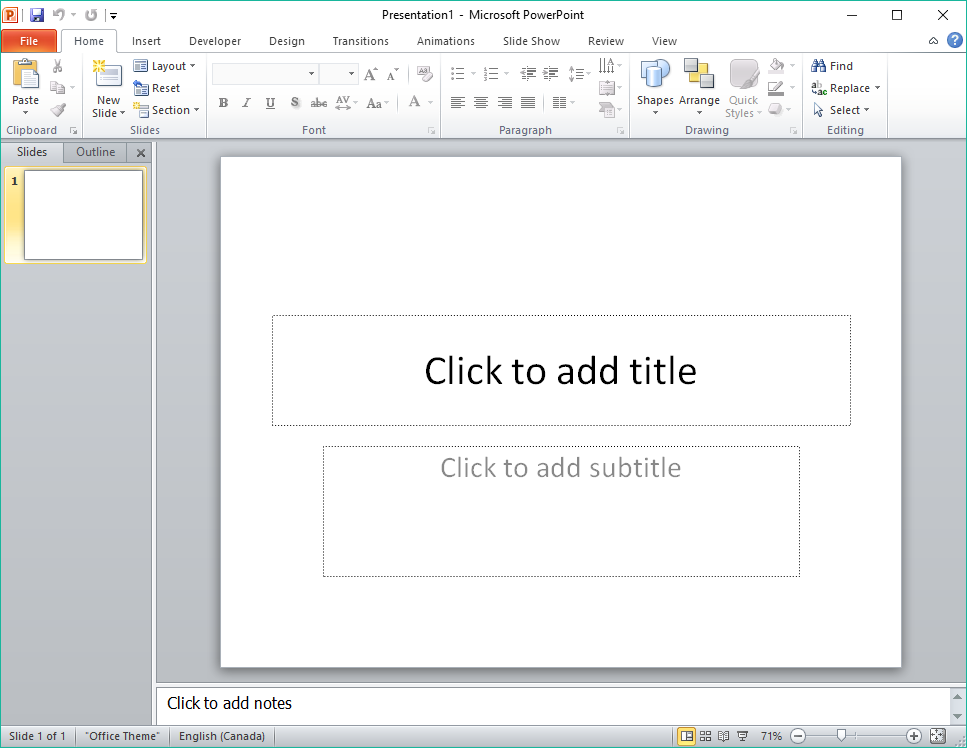 Presentation1 - Microsoft PowerPoint
File Home Insert Developer Design Transitions Animations Slide Show Review View
Paste
New
Slide
Layout
Reset
Section
B I U S abc AV Aa A
Shapes Arrange Quick
Styles
Find
Replace
Select
Clipboard Slides Font Paragraph Drawing Editing
Slides Outline
1
Click to add title
Click to add subtitle
Click to add notes
Slide 1 of 1 "Office Theme" English (Canada) 71%